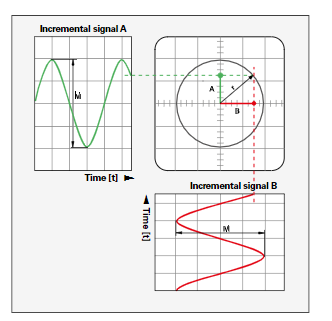 Incremental signal A
M
A
r
B
Time [t]
Incremental signal B
Time [t]
M